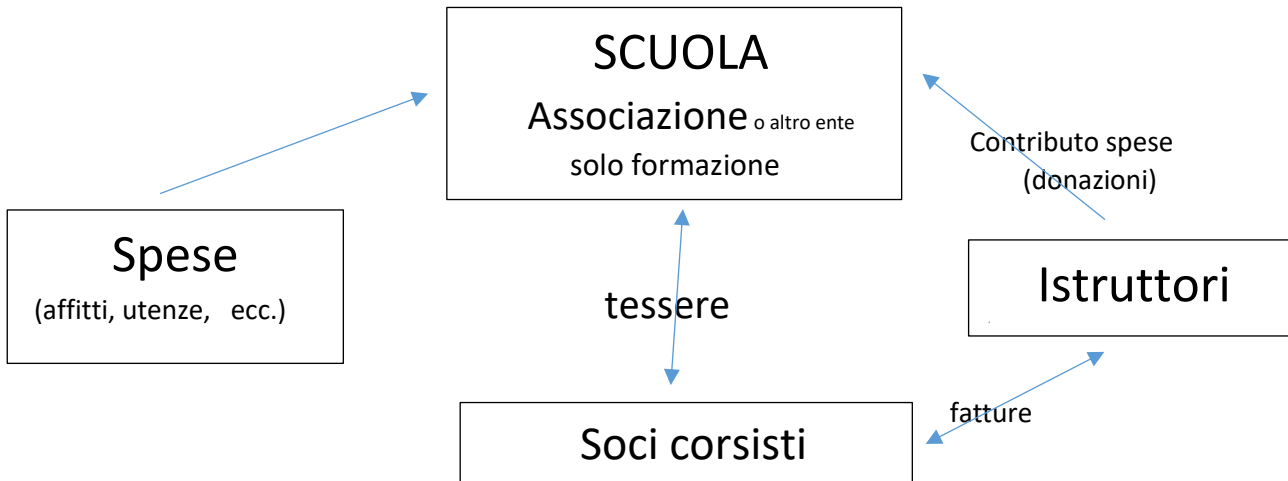 SCUOLA
Associazione o altro ente
solo formazione
Contributo spese
(donazioni)
Spese
(affitti, utenze, ecc.)
Istruttori
tessere
fatture
Soci corsisti